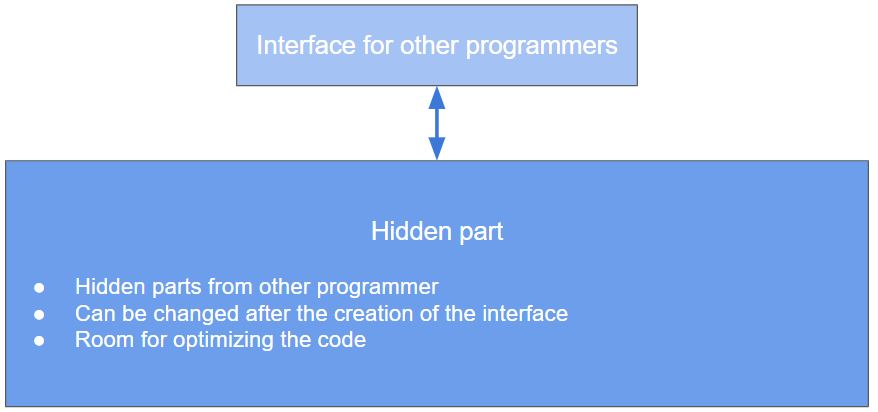 Interface for other programmers
Hidden part
● Hidden parts from other programmer
● Can be changed after the creation of the interface
● Room for optimizing the code